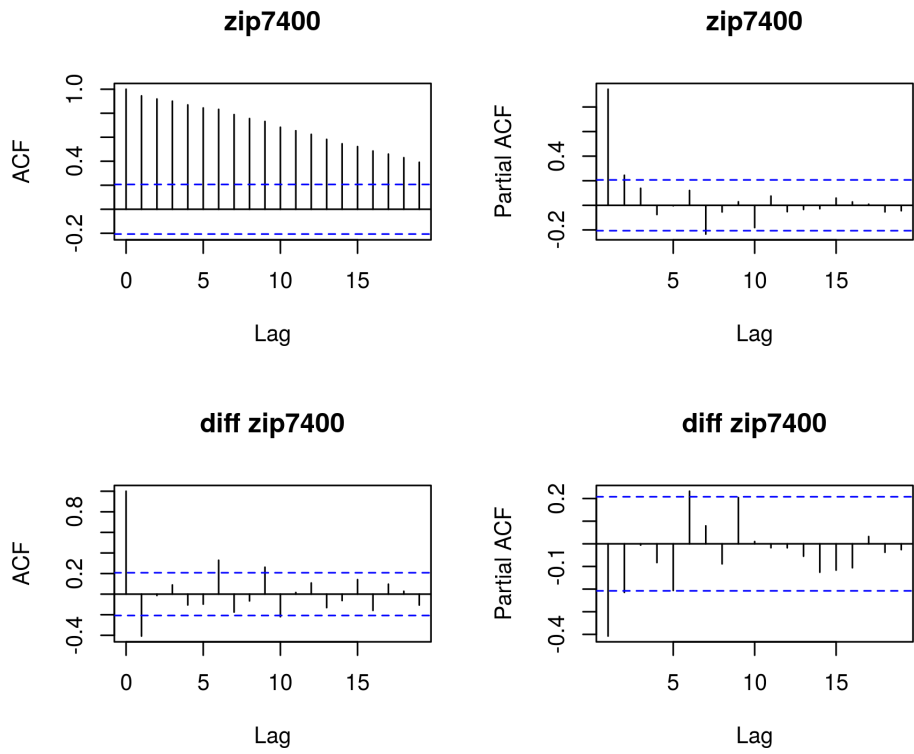 zip7400
ACF
1.0
0.4
-0.2
0 5 10 15
Lag
zip7400
Partial ACF
0.4
-0.2
5 10 15
Lag
diff zip7400
ACF
0.8
0.2
-0.4
0 5 10 15
Lag
diff zip7400
Partial ACF
0.2
-0.1
-0.4
5 10 15
Lag